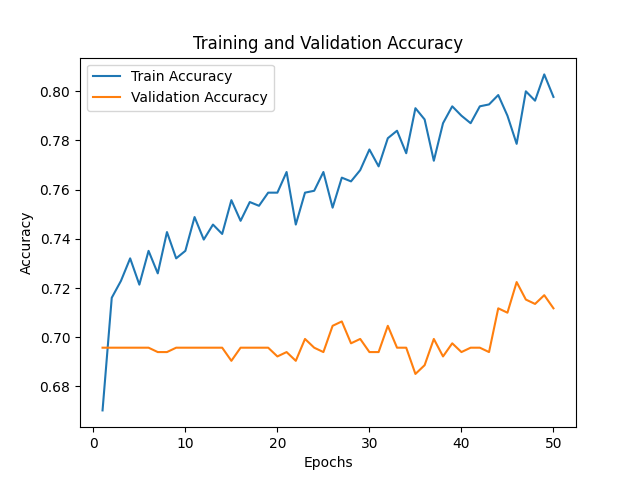 Training and Validation Accuracy
Train Accuracy
Validation Accuracy
0.80
0.78
0.76
0.74
0.72
0.70
0.68
Accuracy
0 10 20 30 40 50
Epochs